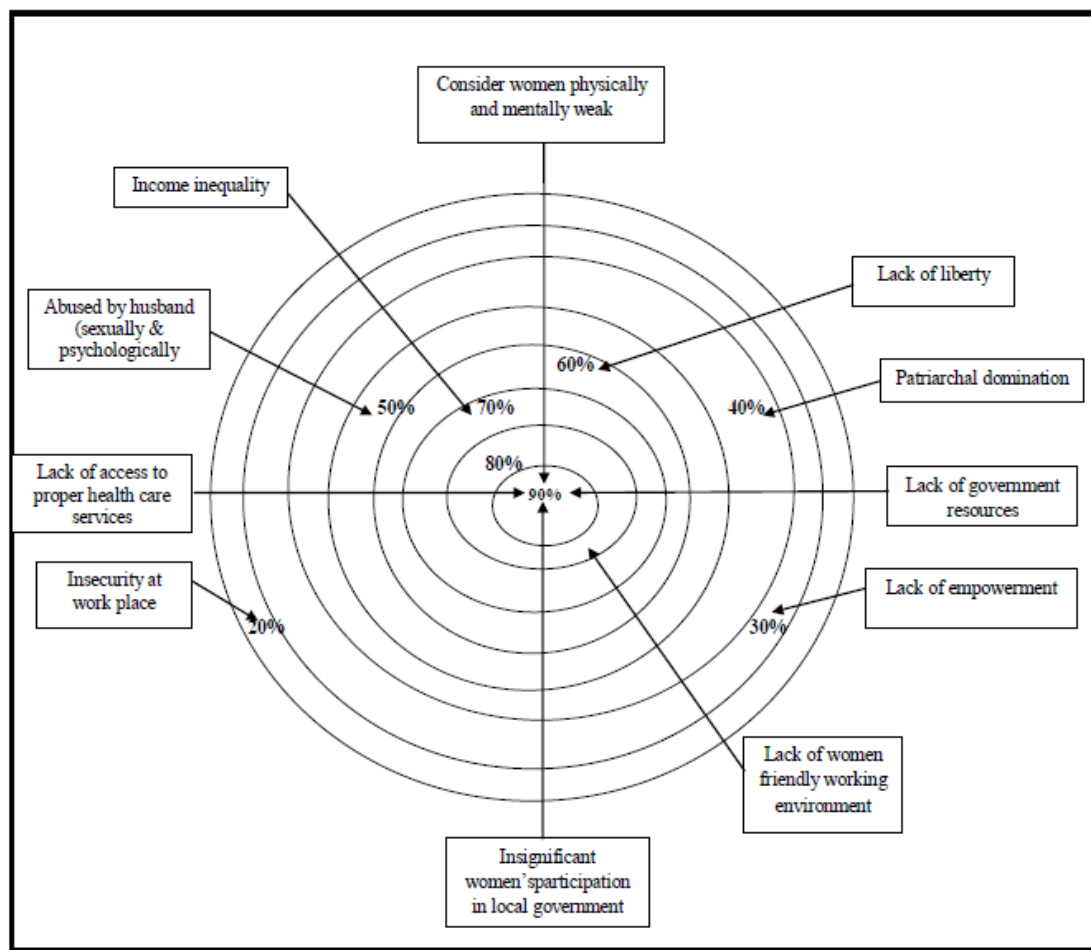 Consider women physically
and mentally weak
Income inequality
Lack of liberty
Abused by husband
(sexually &
psychologically
60%
Patriarchal domination
50%
70%
40%
80%
Lack of access to
proper health care
services
90%
Lack of government
resources
Insecurity at
work place
Lack of empowerment
20%
30%
Lack of women
friendly working
environment
Insignificant
women'sparticipation
in local government